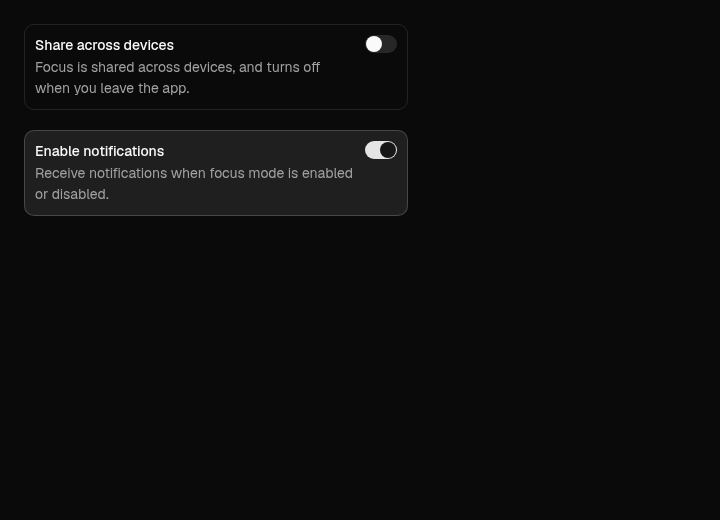 Share across devices
Focus is shared across devices, and turns off
when you leave the app.
Enable notifications
Receive notifications when focus mode is enabled
or disabled.